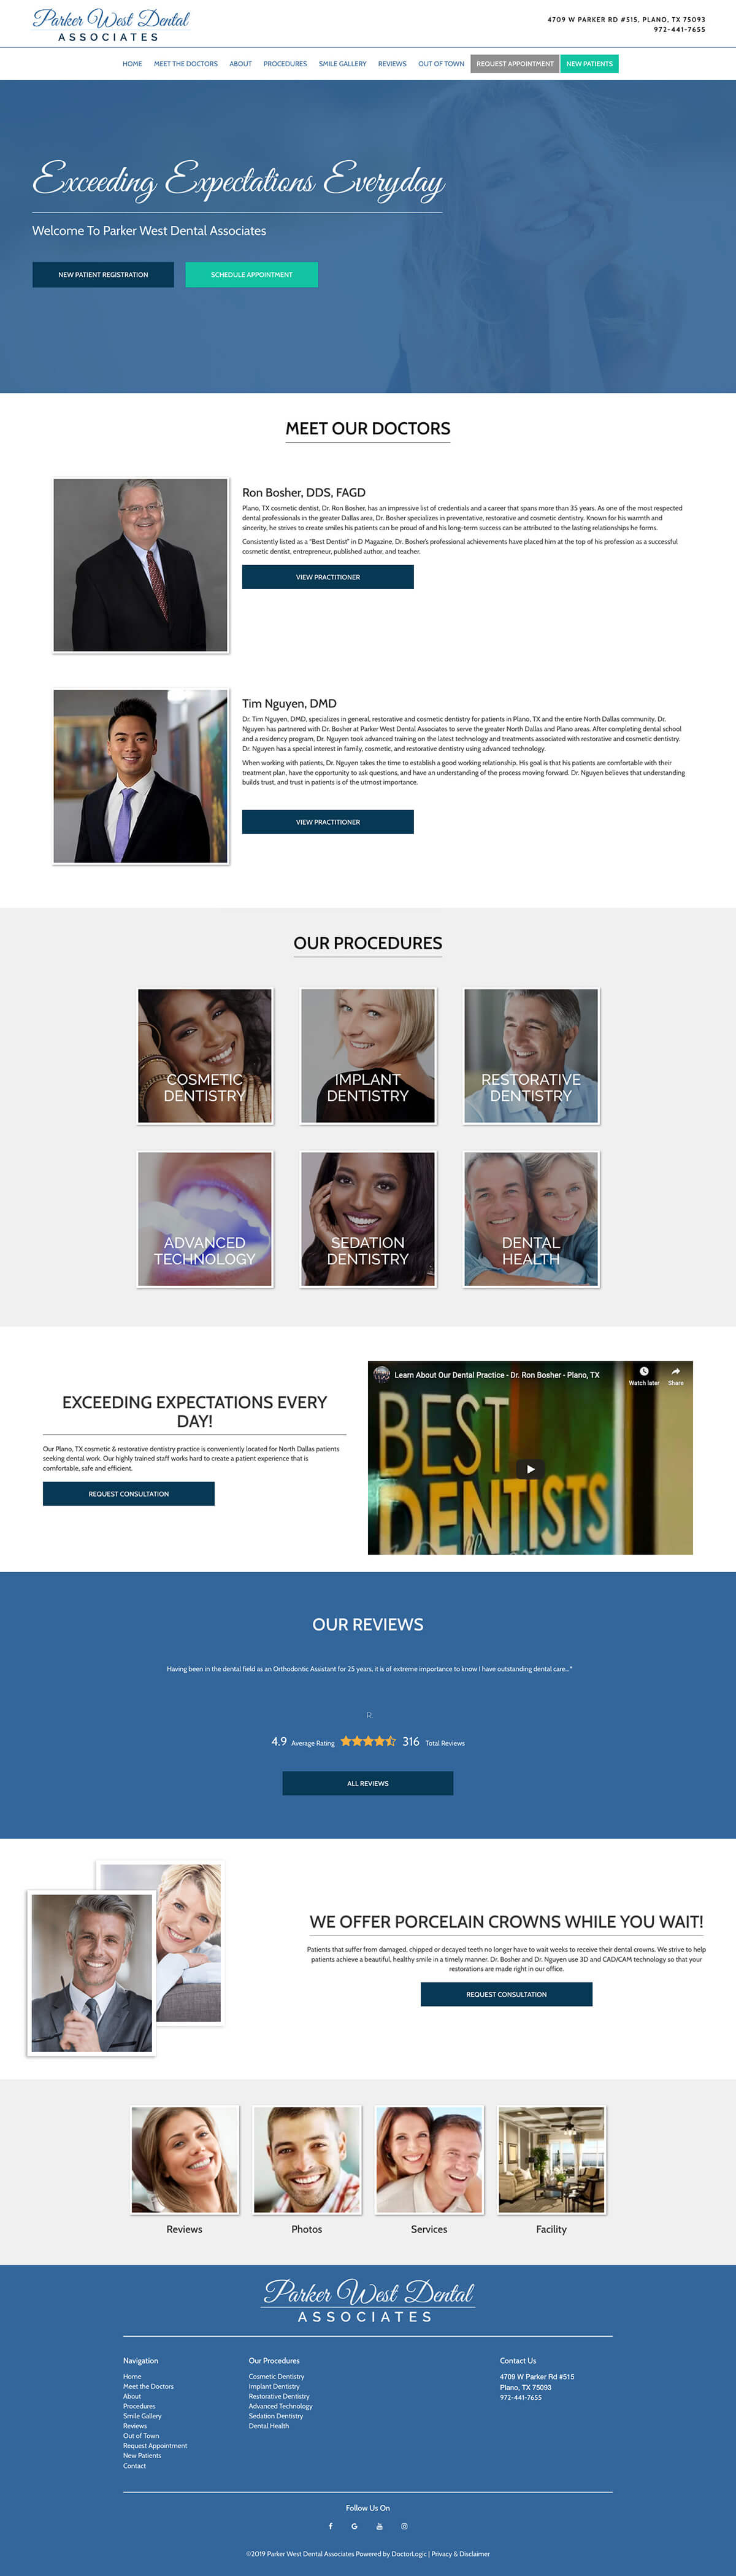 Parker West Dental
ASSOCIATES
4709 W PARKER RD #515, PLANO, TX 75093
972-441-7655
HOME MEET THE DOCTORS ABOUT PROCEDURES SMILE GALLERY REVIEWS OUT OF TOWN REQUEST APPOINTMENT NEW PATIENTS
Exceeding Expectations Everyday
Welcome To Parker West Dental Associates
NEW PATIENT REGISTRATION SCHEDULE APPOINTMENT
MEET OUR DOCTORS
Ron Bosher, DDS, FAGD
Plano, TX cosmetic dentist, Dr. Ron Bosher, has an impressive list of credentials and a career that spans more than 35 years. As one of the most respected
dental professionals in the greater Dallas area, Dr. Bosher specializes in preventative, restorative and cosmetic dentistry. Known for his warmth and
sincerity, he strives to create smiles his patients can be proud of and his long-term success can be attributed to the lasting relationships he forms.
Consistently listed as a "Best Dentist" in D Magazine, Dr. Bosher's professional achievements have placed him at the top of his profession as a successful
cosmetic dentist, entrepreneur, published author, and teacher.
VIEW PRACTITIONER
Tim Nguyen, DMD
Dr. Tim Nguyen, DMD, specializes in general, restorative and cosmetic dentistry for patients in Plano, TX and the entire North Dallas community. Dr.
Nguyen has partnered with Dr. Bosher at Parker West Dental Associates to serve the greater North Dallas and Plano areas. After completing dental school
and a residency program, Dr. Nguyen took advanced training on the latest technology and treatments associated with restorative and cosmetic dentistry.
Dr. Nguyen has a special interest in family, cosmetic, and restorative dentistry using advanced technology.
When working with patients, Dr. Nguyen takes the time to establish a good working relationship. His goal is that his patients are comfortable with their
treatment plan, have the opportunity to ask questions, and have an understanding of the process moving forward. Dr. Nguyen believes that understanding
builds trust, and trust in patients is of the utmost importance.
VIEW PRACTITIONER
OUR PROCEDURES
COSMETIC
DENTISTRY
IMPLANT
DENTISTRY
RESTORATIVE
DENTISTRY
ADVANCED
TECHNOLOGY
SEDATION
DENTISTRY
DENTAL
HEALTH
EXCEEDING EXPECTATIONS EVERY
DAY!
Our Plano, TX cosmetic & restorative dentistry practice is conveniently located for North Dallas patients
seeking dental work. Our highly trained staff works hard to create a patient experience that is
comfortable, safe and efficient.
REQUEST CONSULTATION
Learn About Our Dental Practice - Dr. Ron Bosher - Plano, TX
Watch later Share
BEST
DENTISTS
OUR REVIEWS
Having been in the dental field as an Orthodontic Assistant for 25 years, it is of extreme importance to know I have outstanding dental care..."
R.
4.9 Average Rating 316 Total Reviews
ALL REVIEWS
WE OFFER PORCELAIN CROWNS WHILE YOU WAIT!
Patients that suffer from damaged, chipped or decayed teeth no longer have to wait weeks to receive their dental crowns. We strive to help
patients achieve a beautiful, healthy smile in a timely manner. Dr. Bosher and Dr. Nguyen use 3D and CAD/CAM technology so that your
restorations are made right in our office.
REQUEST CONSULTATION
Reviews
Photos
Services
Facility
Parker West Dental
ASSOCIATES
Navigation
Home
Meet the Doctors
About
Procedures
Smile Gallery
Reviews
Out of Town
Request Appointment
New Patients
Contact
Our Procedures
Cosmetic Dentistry
Implant Dentistry
Restorative Dentistry
Advanced Technology
Sedation Dentistry
Dental Health
Contact Us
4709 W Parker Rd #515
Plano, TX 75093
972-441-7655
Follow Us On
©2019 Parker West Dental Associates Powered by DoctorLogic | Privacy & Disclaimer